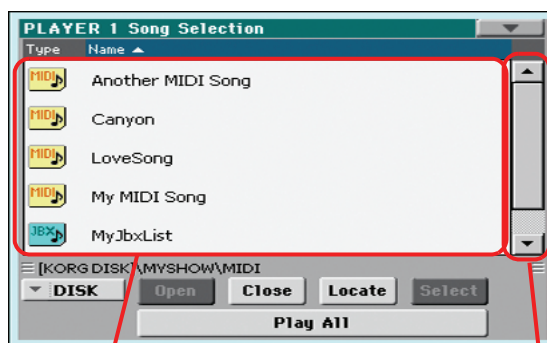 PLAYER 1 Song Selection
Type Name
MIDI Another MIDI Song
MIDI Canyon
MIDI LoveSong
MIDI My MIDI Song
JBX MyJbxList
[KORG DISK]\MYSHOW\MIDI
DISK Open Close Locate Select
Play All